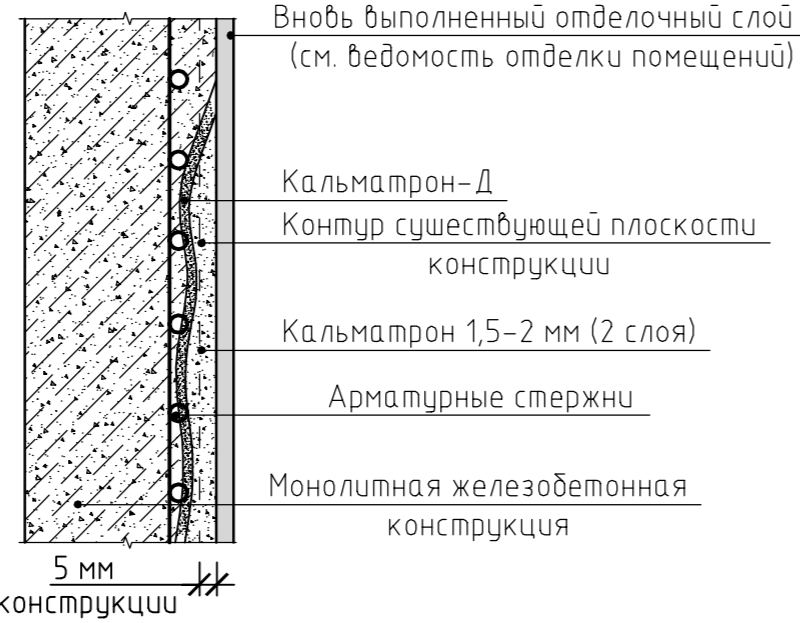 Вновь выполненный отделочный слой
(см. ведомость отделки помещений)
Кальматрон-Д
Контур сушествующей плоскости
конструкции
Кальматрон 1,5-2 мм (2 слоя)
Арматурные стержни
Монолитная железобетонная
конструкция
5 мм
конструкции